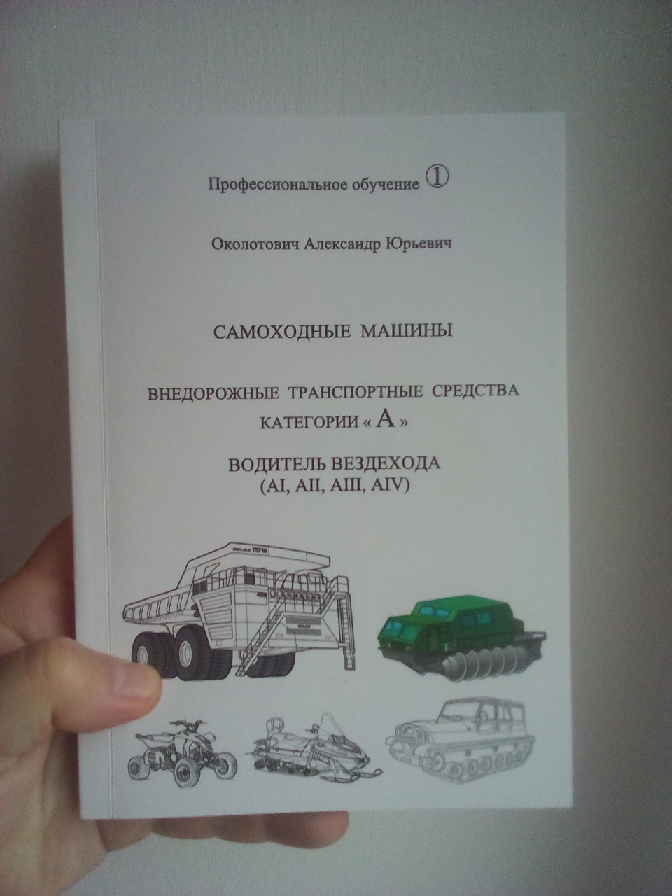 Профессиональное обучение ①
Околотович Александр Юрьевич
САМОХОДНЫЕ МАШИНЫ
ВНЕДОРОЖНЫЕ ТРАНСПОРТНЫЕ СРЕДСТВА
КАТЕГОРИИ « А »
ВОДИТЕЛЬ ВЕЗДЕХОДА
(AI, AII, AIII, AIV)